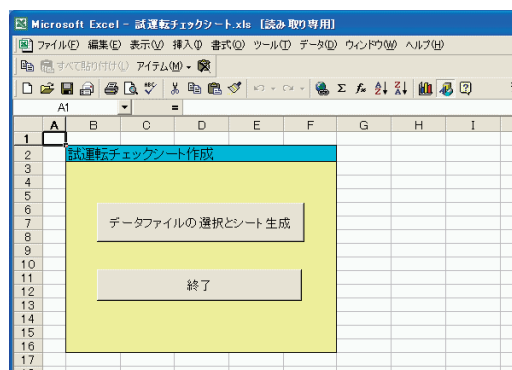 Microsoft Excel - 試運転チェックシート.xls [読み取り専用]
ファイル(F) 編集(E) 表示(V) 挿入(I) 書式(O) ツール(T) データ(D) ウィンドウ(W) ヘルプ(H)
すべて貼り付け(L) アイテム(M)
A1 =
A B C D E F G H I
1
2 試運転チェックシート作成
3
4
5
6
7 データファイルの選択とシート生成
8
9
10
11
12 終了
13
14
15
16
17